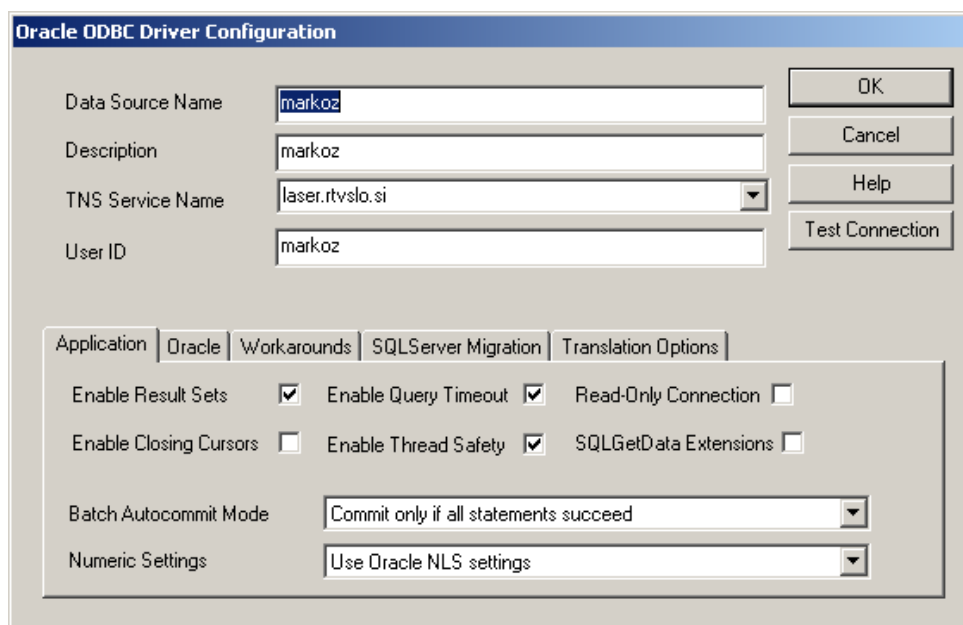 Oracle ODBC Driver Configuration
Data Source Name markoz OK
Description markoz Cancel
TNS Service Name laser.rtvslo.si Help
User ID markoz Test Connection
Application Oracle Workarounds SQLServer Migration Translation Options
Enable Result Sets Enable Query Timeout Read-Only Connection
Enable Closing Cursors Enable Thread Safety SQLGetData Extensions
Batch Autocommit Mode Commit only if all statements succeed
Numeric Settings Use Oracle NLS settings